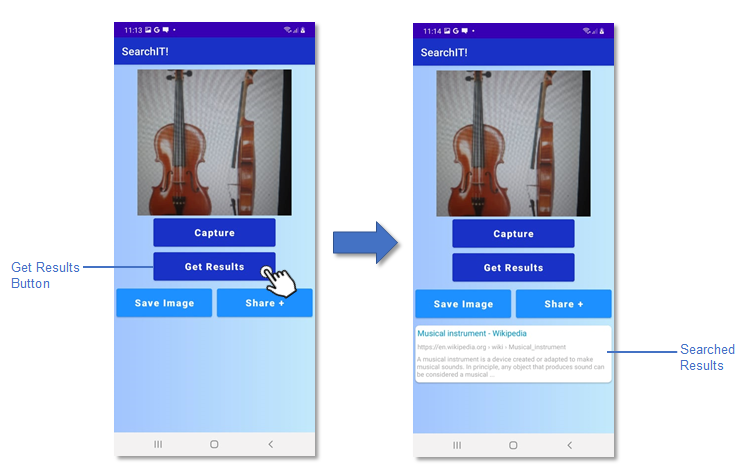 11:13
SearchIT!
Capture
Get Results
Save Image
Share +
Get Results
Button
11:14
SearchIT!
Capture
Get Results
Save Image
Share +
Musical instrument - Wikipedia
https://en.wikipedia.org › wiki › Musical_instrument
A musical instrument is a device created or adapted to make
musical sounds. In principle, any object that produces sound can
be considered a musical ...
Searched
Results